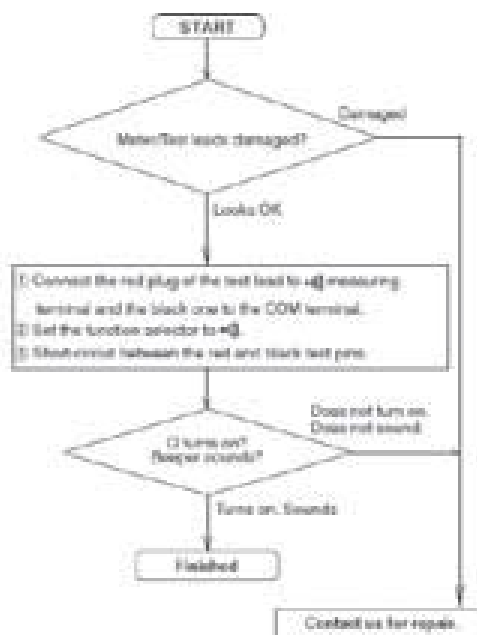 START
Damaged
Meter/Test leads damaged?
Looks OK
1) Connect the red plug of the test lead to measuring
terminal and the black one to the COM terminal.
2) Set the function selector to
3) Short-circuit between the red and black test pins.
Does not turn on.
Does not sound.
turns on?
Beeper sounds?
Turns on. Sounds
Finished
Contact us for repair.